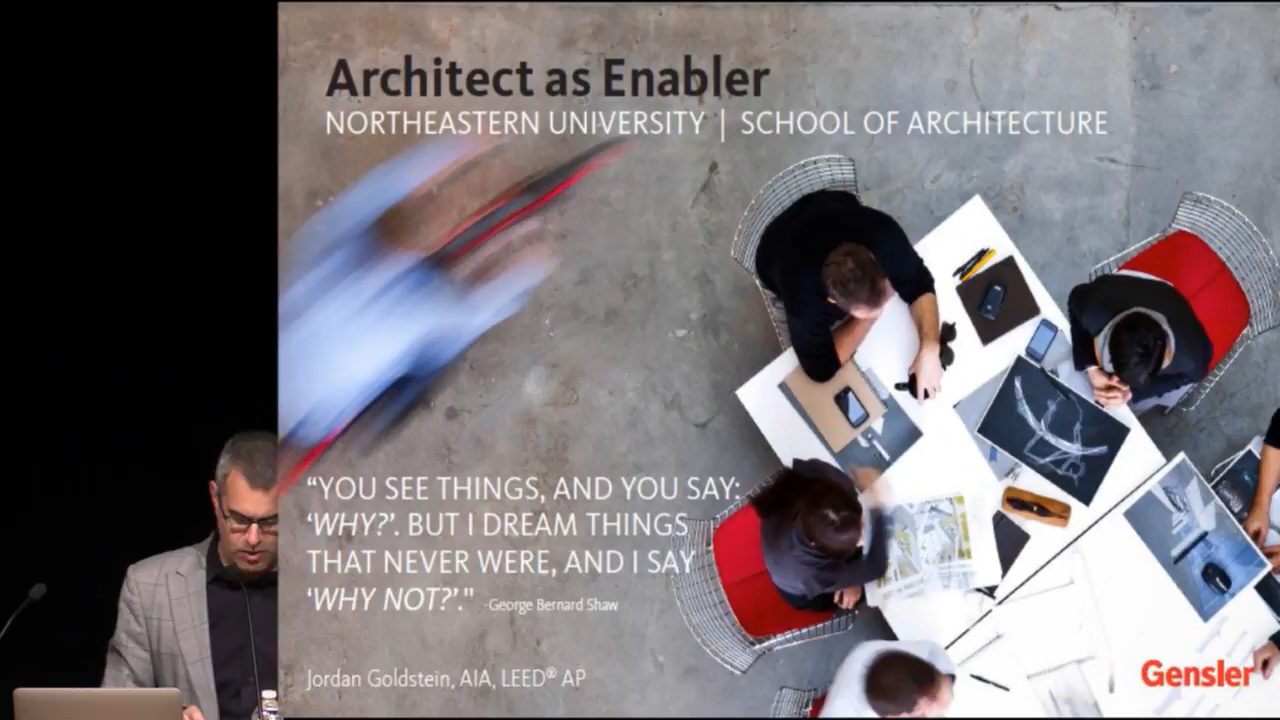 Architect as Enabler
NORTHEASTERN UNIVERSITY | SCHOOL OF ARCHITECTURE
“YOU SEE THINGS, AND YOU SAY:
‘WHY?’. BUT I DREAM THINGS
THAT NEVER WERE, AND I SAY
‘WHY NOT?’." -George Bernard Shaw
Jordan Goldstein, AIA, LEED® AP
Gensler